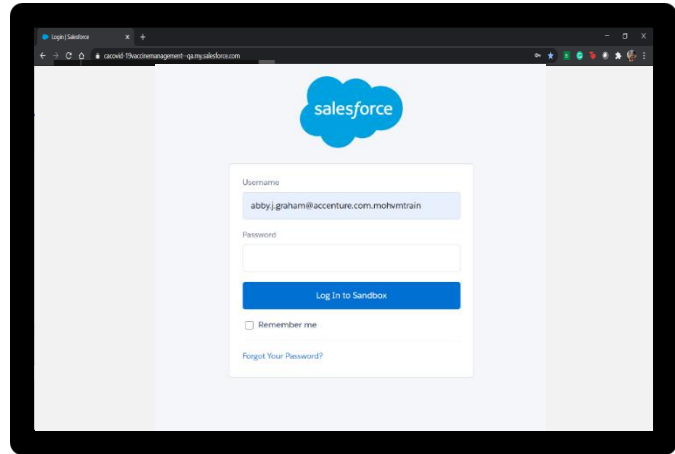 Login | Salesforce
cacovid-19vaccinemanagement--qa.my.salesforce.com
salesforce
Username
abby.j.graham@accenture.com.mohvmtrain
Password
Log In to Sandbox
Remember me
Forgot Your Password?